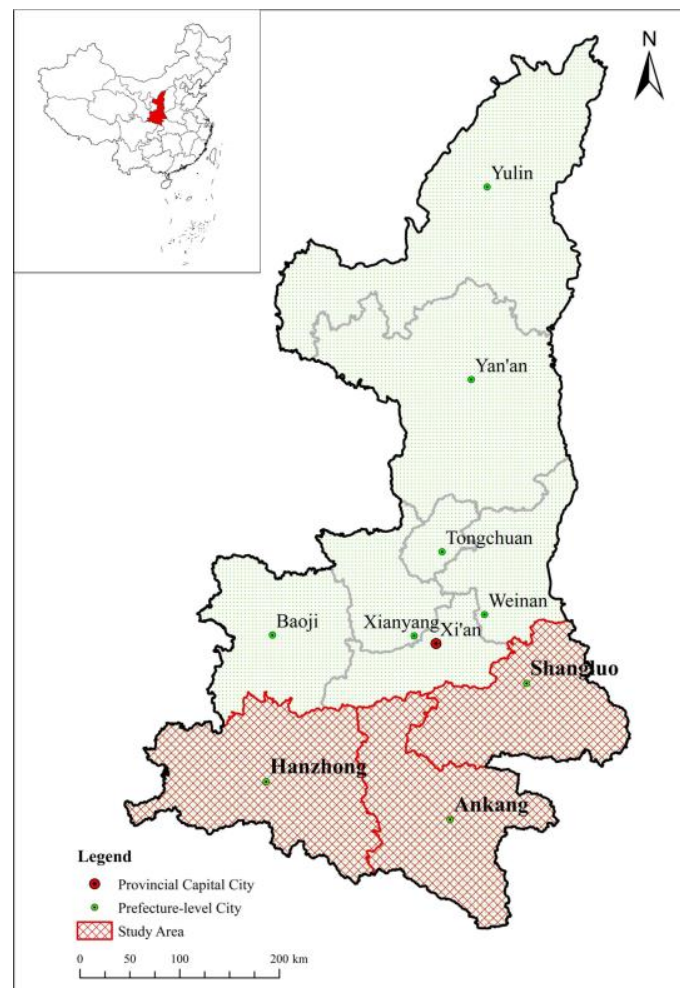 N
Yulin
Yan'an
Tongchuan
Weinan
Baoji
Xianyang
Xi'an
Shangluo
Hanzhong
Ankang
Legend
Provincial Capital City
Prefecture-level City
Study Area
0 50 100 200 km